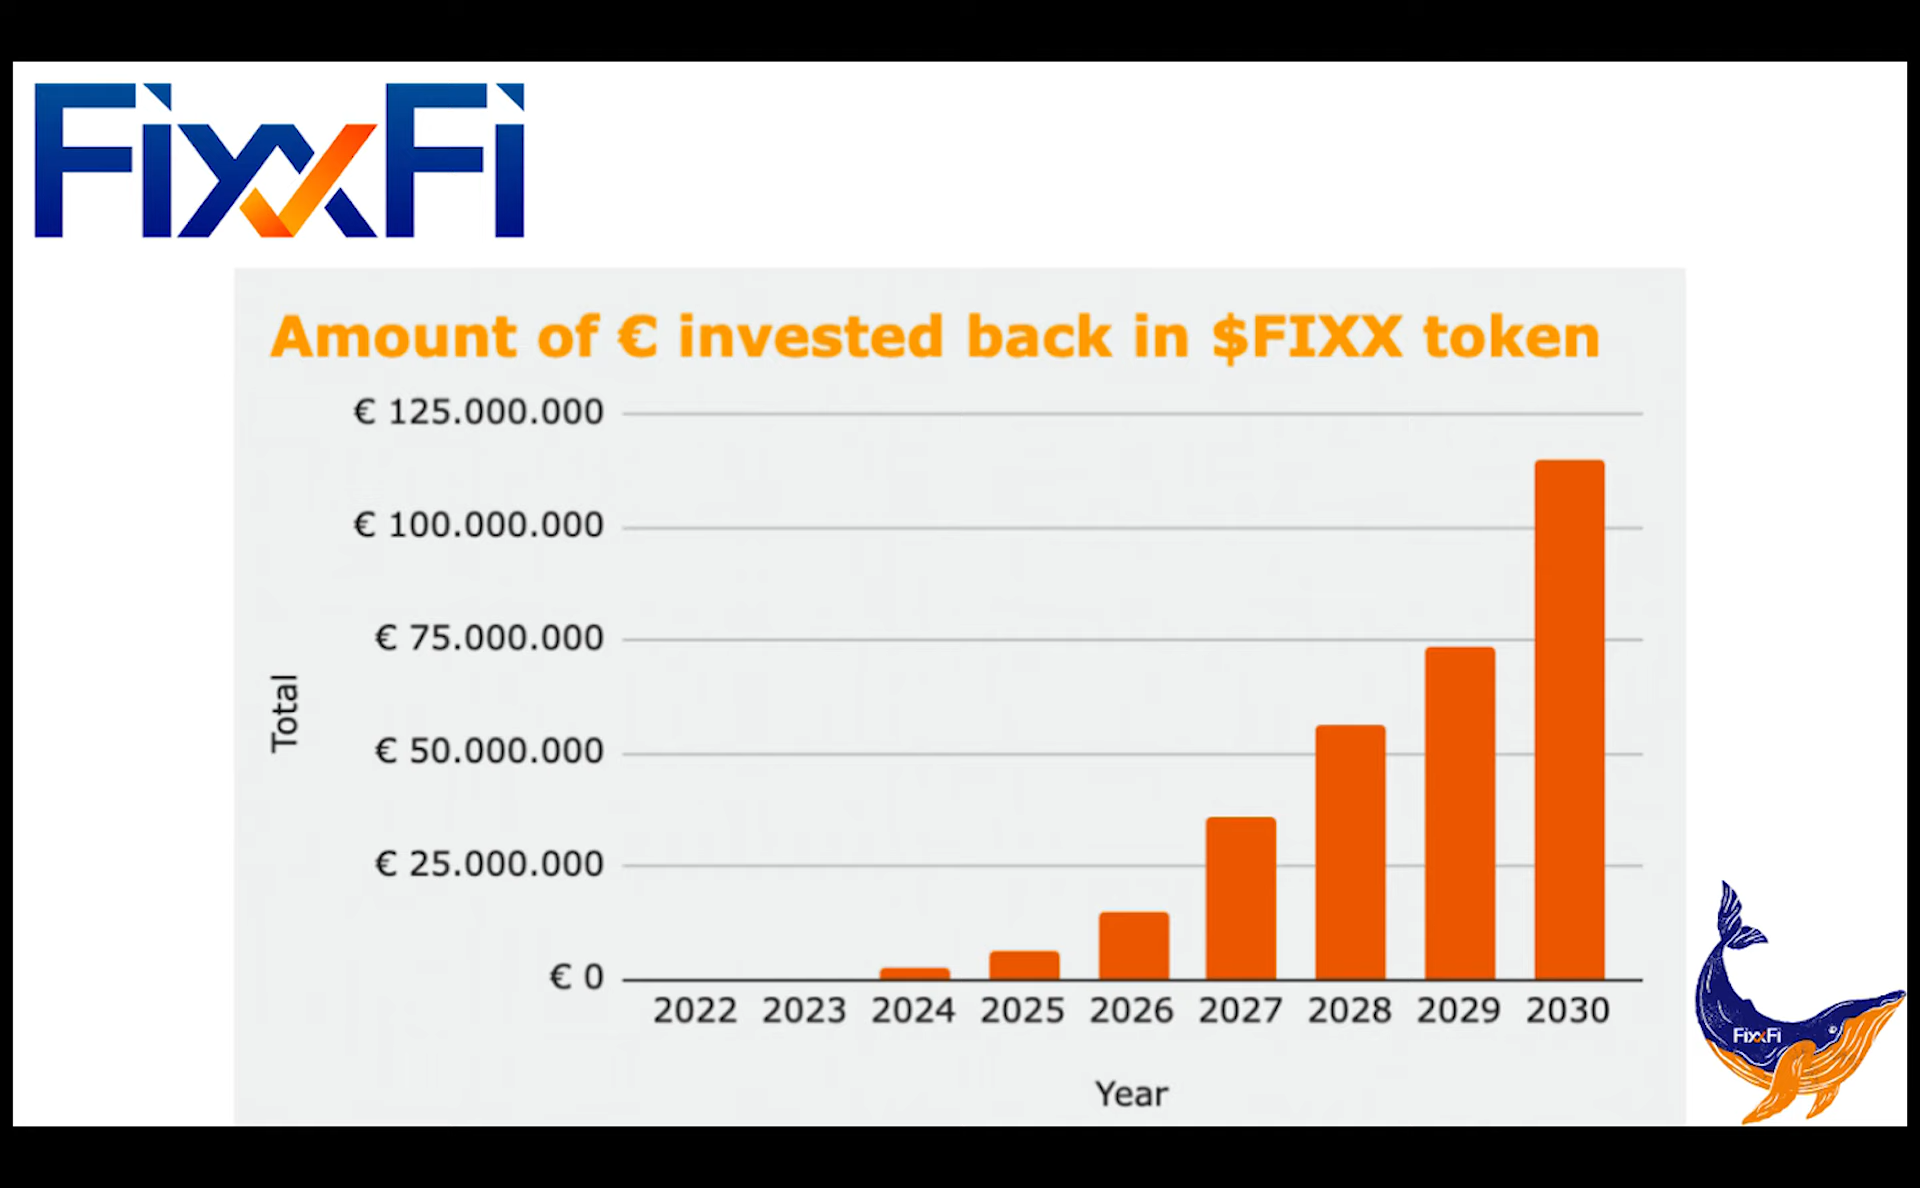 FixxFi
Amount of € invested back in $FIXX token
€ 125.000.000
€ 100.000.000
€ 75.000.000
€ 50.000.000
€ 25.000.000
€ 0
Total
2022 2023 2024 2025 2026 2027 2028 2029 2030
Year
FixxFi